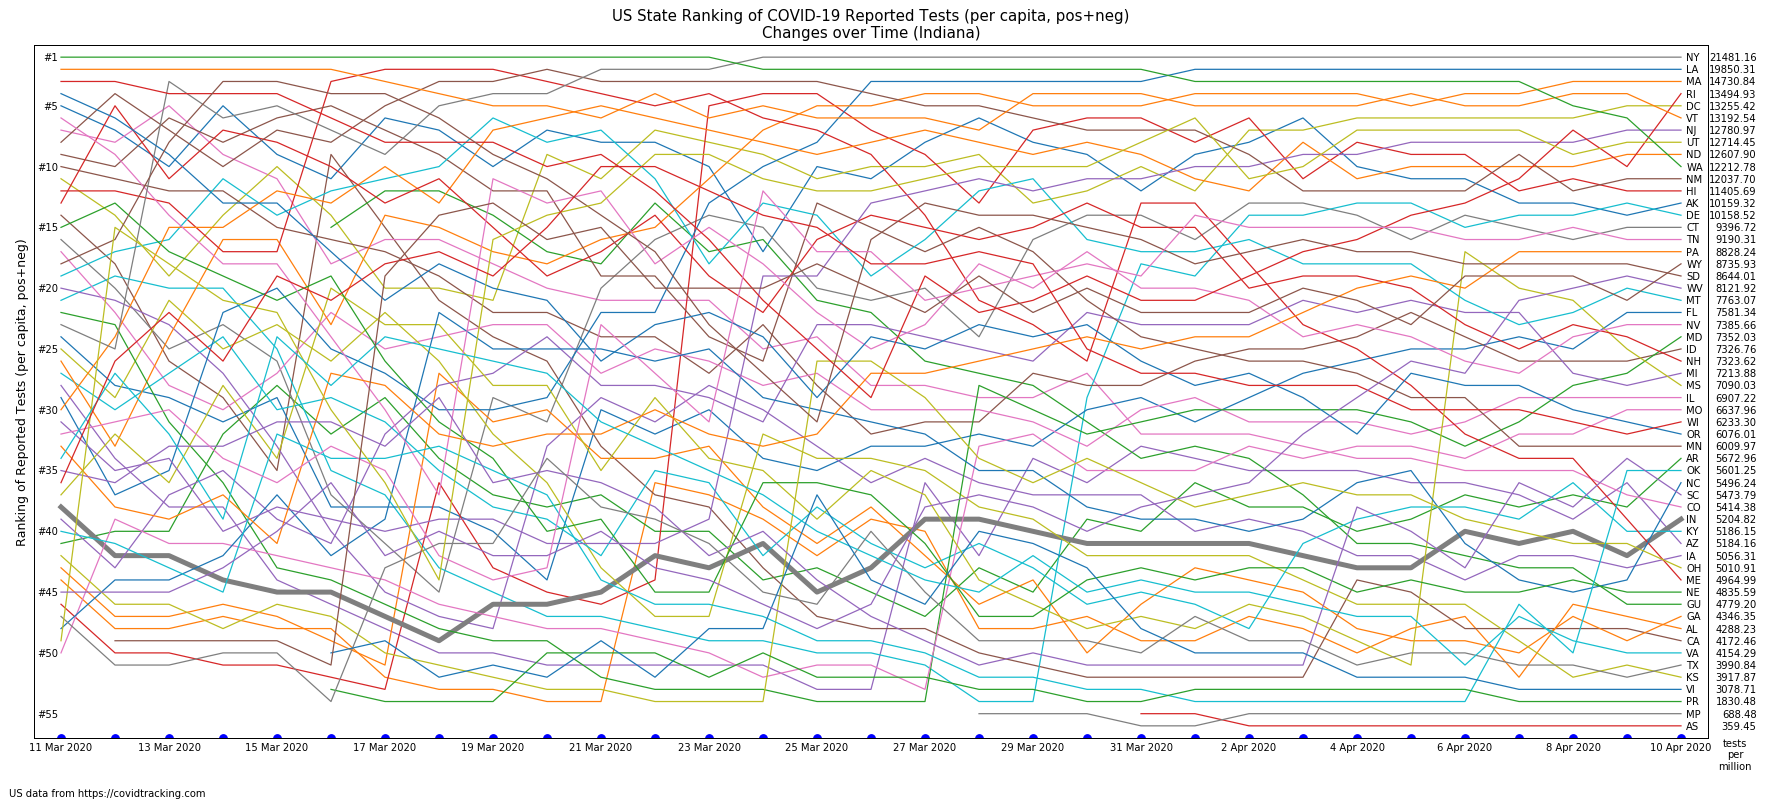 US State Ranking of COVID-19 Reported Tests (per capita, pos+neg)
Changes over Time (Indiana)
Ranking of Reported Tests (per capita, pos+neg)
#1
#5
#10
#15
#20
#25
#30
#35
#40
#45
#50
#55
NY 21481.16
LA 19850.31
MA 14730.84
RI 13494.93
DC 13255.42
VT 13192.54
NJ 12780.97
UT 12714.45
ND 12607.90
WA 12212.78
NM 12037.70
HI 11405.69
AK 10159.32
DE 10158.52
CT 9396.72
TN 9190.31
PA 8828.24
WY 8735.93
SD 8644.01
WV 8121.92
MT 7763.07
FL 7581.34
NV 7385.66
MD 7352.03
ID 7326.76
NH 7323.62
MI 7213.88
MS 7090.03
IL 6907.22
MO 6637.96
WI 6233.30
OR 6076.01
MN 6009.97
AR 5672.96
OK 5601.25
NC 5496.24
SC 5473.79
CO 5414.38
IN 5204.82
KY 5186.15
AZ 5184.16
IA 5056.31
OH 5010.91
ME 4964.99
NE 4835.59
GU 4779.20
GA 4346.35
AL 4288.23
CA 4172.46
VA 4154.29
TX 3990.84
KS 3917.87
VI 3078.71
PR 1830.48
MP 688.48
AS 359.45
11 Mar 2020
13 Mar 2020
15 Mar 2020
17 Mar 2020
19 Mar 2020
21 Mar 2020
23 Mar 2020
25 Mar 2020
27 Mar 2020
29 Mar 2020
31 Mar 2020
2 Apr 2020
4 Apr 2020
6 Apr 2020
8 Apr 2020
10 Apr 2020
tests
per
million
US data from https://covidtracking.com